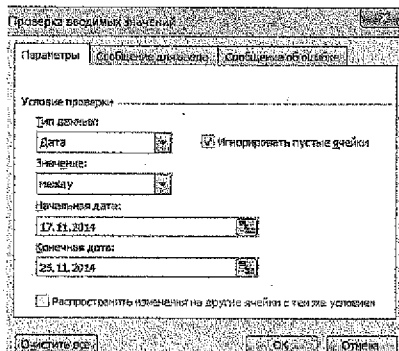 Проверка вводимых значений
Параметры Сообщение для ввода Сообщение об ошибке
Условие проверки
Тип данных:
Дата Игнорировать пустые ячейки
Значение:
между
Начальная дата:
17.11.2014
Конечная дата:
25.11.2014
Распространить изменения на другие ячейки с тем же условием
Очистить все ОК Отмена